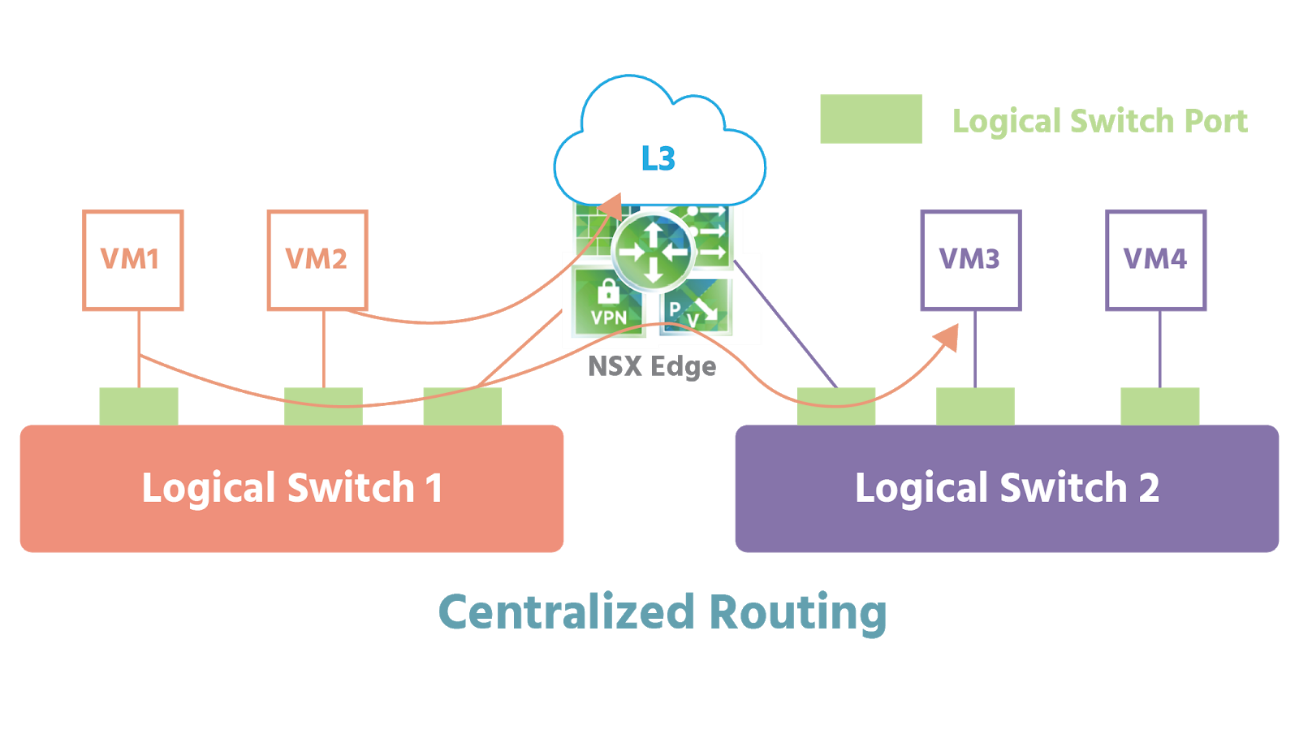 L3
Logical Switch Port
VM1
VM2
VM3
VM4
VPN
P
V
NSX Edge
Logical Switch 1
Logical Switch 2
Centralized Routing